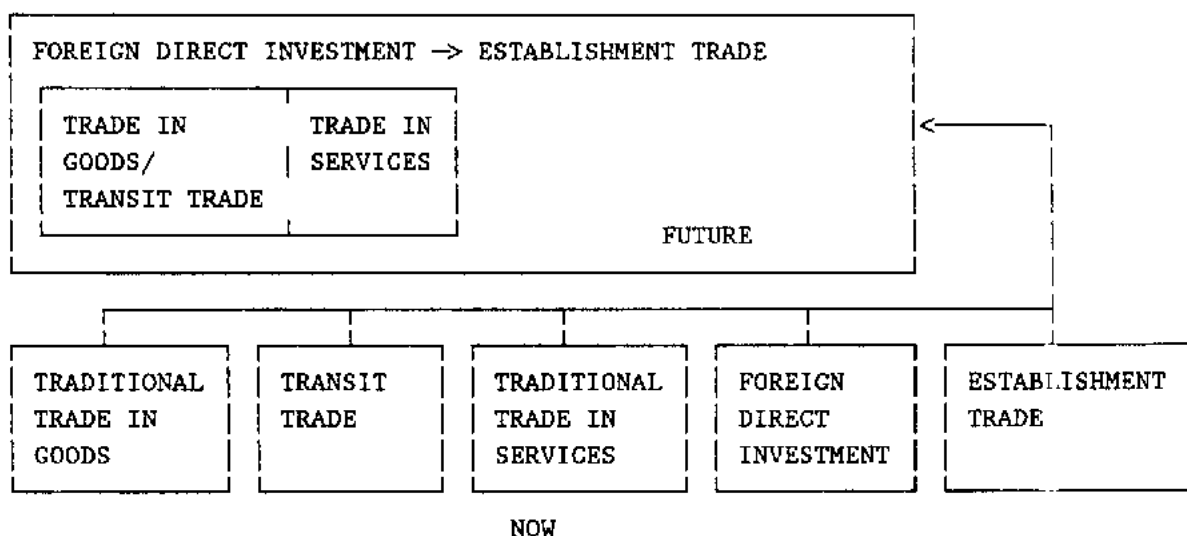 FOREIGN DIRECT INVESTMENT —> ESTABLISHMENT TRADE
TRADE IN
GOODS/
TRANSIT TRADE
TRADE IN
SERVICES
FUTURE
TRADITIONAL
TRADE IN
GOODS
TRANSIT
TRADE
TRADITIONAL
TRADE IN
SERVICES
FOREIGN
DIRECT
INVESTMENT
ESTABLISHMENT
TRADE
NOW